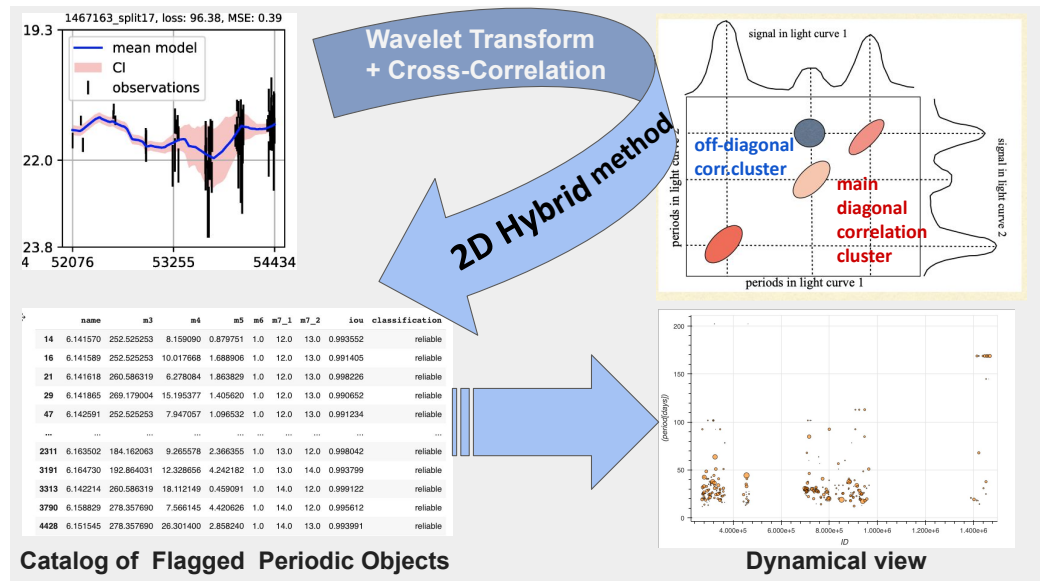 1467163_split17, loss: 96.38, MSE: 0.39
19.3
mean model
CI
observations
22.0
23.8
4 52076 53255 54434
Wavelet Transform
+ Cross-Correlation
2D Hybrid method
signal in light curve 1
off-diagonal
corr.cluster
main
diagonal
correlation
cluster
periods in light curve 2
signal in light curve 2
periods in light curve 1
name m3 m4 m5 m6 m7_1 m7_2 iou classification
14 6.141570 252.525253 8.159090 0.879751 1.0 12.0 13.0 0.993552 reliable
16 6.141589 252.525253 10.017668 1.688906 1.0 12.0 13.0 0.991405 reliable
21 6.141618 260.586319 6.278084 1.863829 1.0 12.0 13.0 0.998226 reliable
29 6.141865 269.179004 15.195377 1.405620 1.0 12.0 13.0 0.990652 reliable
47 6.142591 252.525253 7.947057 1.096532 1.0 12.0 13.0 0.991234 reliable
... ... ... ... ... ... ... ... ... ...
2311 6.163502 184.162063 9.265578 2.366355 1.0 13.0 12.0 0.998042 reliable
3191 6.164730 192.864031 12.328656 4.242182 1.0 13.0 14.0 0.993799 reliable
3313 6.142214 260.586319 18.112149 0.459091 1.0 14.0 12.0 0.999122 reliable
3790 6.158829 278.357690 7.566145 4.420626 1.0 14.0 12.0 0.995612 reliable
4428 6.151545 278.357690 26.301400 2.858240 1.0 14.0 13.0 0.993991 reliable
Catalog of Flagged Periodic Objects
200
150
100
50
0
(period[days])
4.000e+5 6.000e+5 8.000e+5 1.000e+6 1.200e+6 1.400e+6
ID
Dynamical view